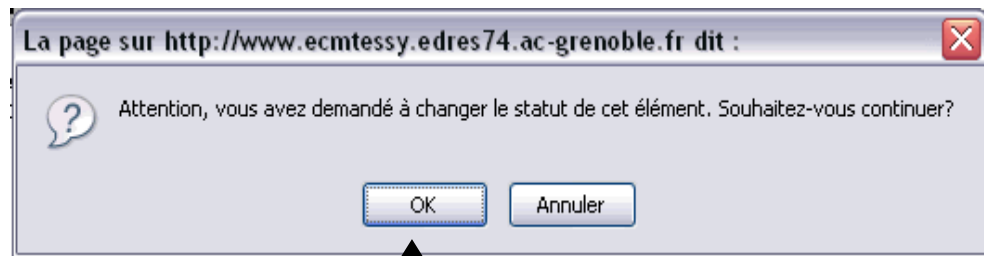 La page sur http://www.ecmtessy.edres74.ac-grenoble.fr dit :
Attention, vous avez demandé à changer le statut de cet élément. Souhaitez-vous continuer?
OK
Annuler